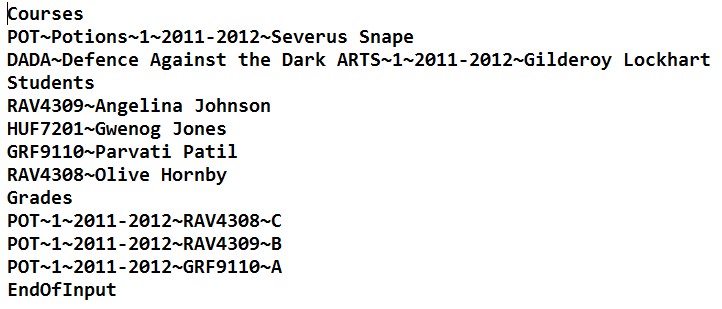 Courses
POT~Potions~1~2011-2012~Severus Snape
DADA~Defence Against the Dark ARTS~1~2011-2012~Gilderoy Lockhart
Students
RAV4309~Angelina Johnson
HUF7201~Gwenog Jones
GRF9110~Parvati Patil
RAV4308~Olive Hornby
Grades
POT~1~2011-2012~RAV4308~C
POT~1~2011-2012~RAV4309~B
POT~1~2011-2012~GRF9110~A
EndOfInput